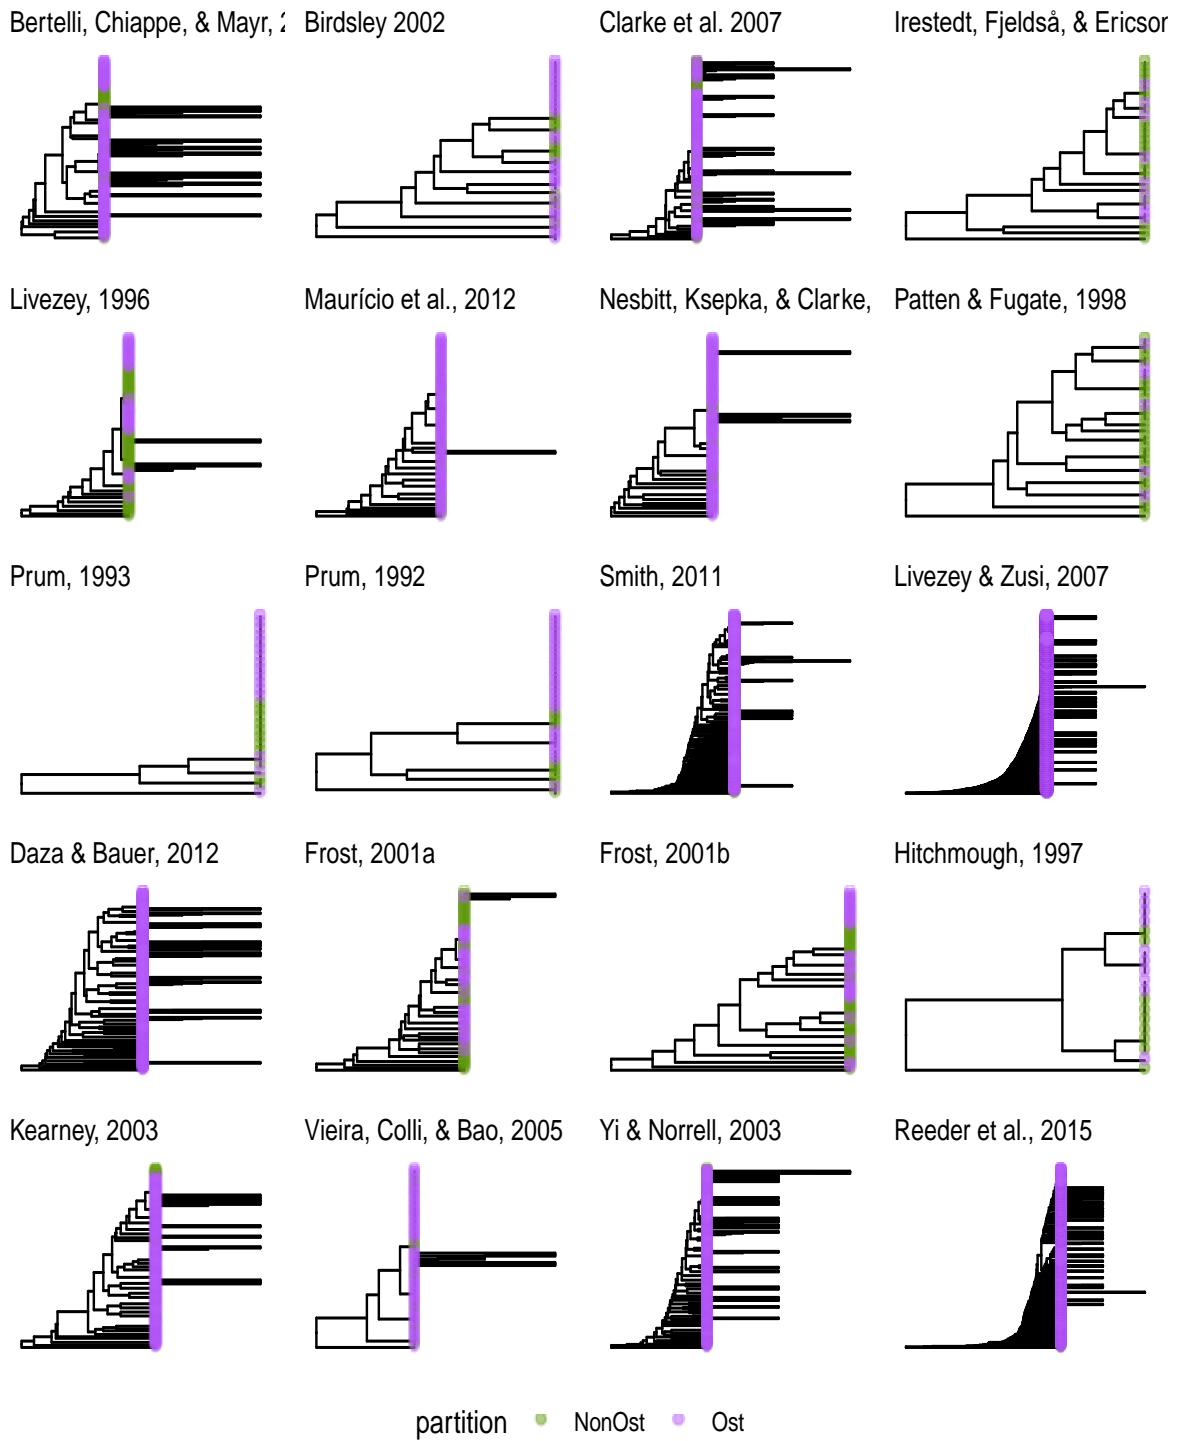 Bertelli, Chiappe, & Mayr, Birdsley 2002 Clarke et al. 2007 Irestedt, Fjeldså, &
Livezey, 1996 Maurício et al., 2012 Nesbitt, Ksepka, & Clarke, Patten & Fugate, 1998
Prum, 1993 Prum, 1992 Smith, 2011 Livezey & Zusi, 2007
Daza & Bauer, 2012 Frost, 2001a Frost, 2001b Hitchmough, 1997
Kearney, 2003 Vieira, Colli, & Bao, 2005 Yi & Norrell, 2003 Reeder et al., 2015
partition NonOst Ost